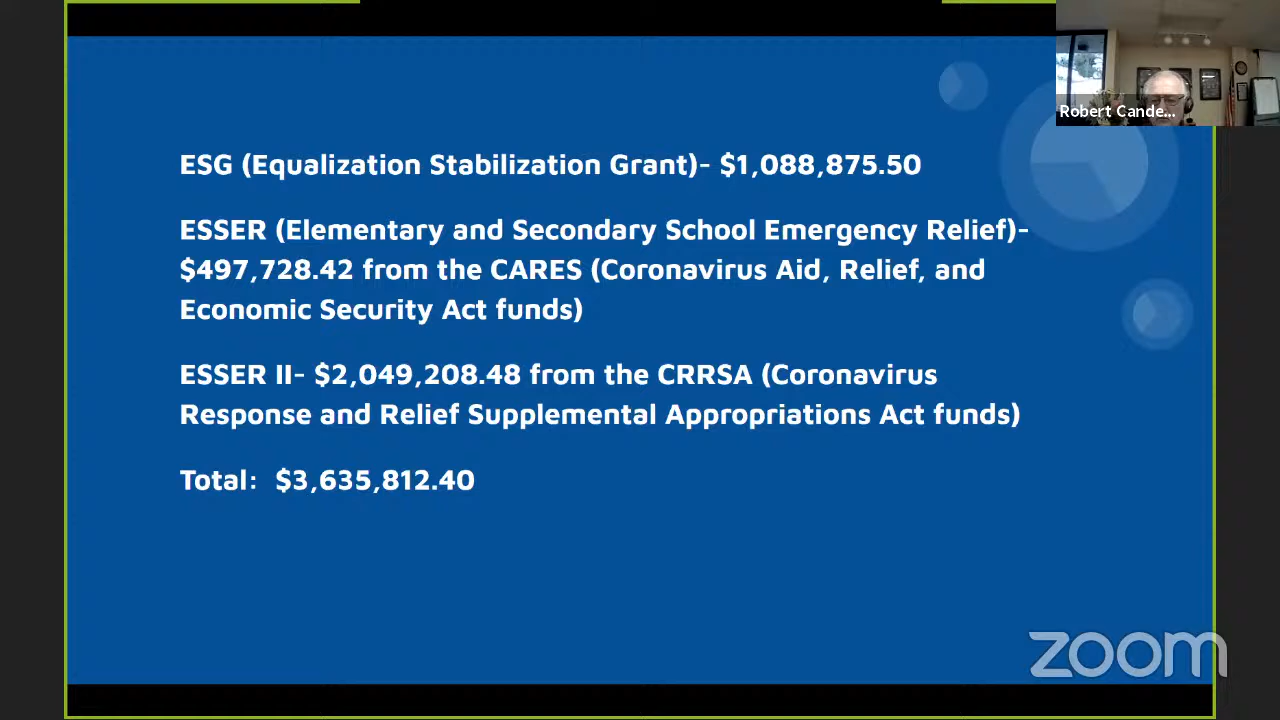 Robert Cande...
ESG (Equalization Stabilization Grant)- $1,088,875.50
ESSER (Elementary and Secondary School Emergency Relief)-
$497,728.42 from the CARES (Coronavirus Aid, Relief, and
Economic Security Act funds)
ESSER II- $2,049,208.48 from the CRRSA (Coronavirus
Response and Relief Supplemental Appropriations Act funds)
Total: $3,635,812.40
zoom